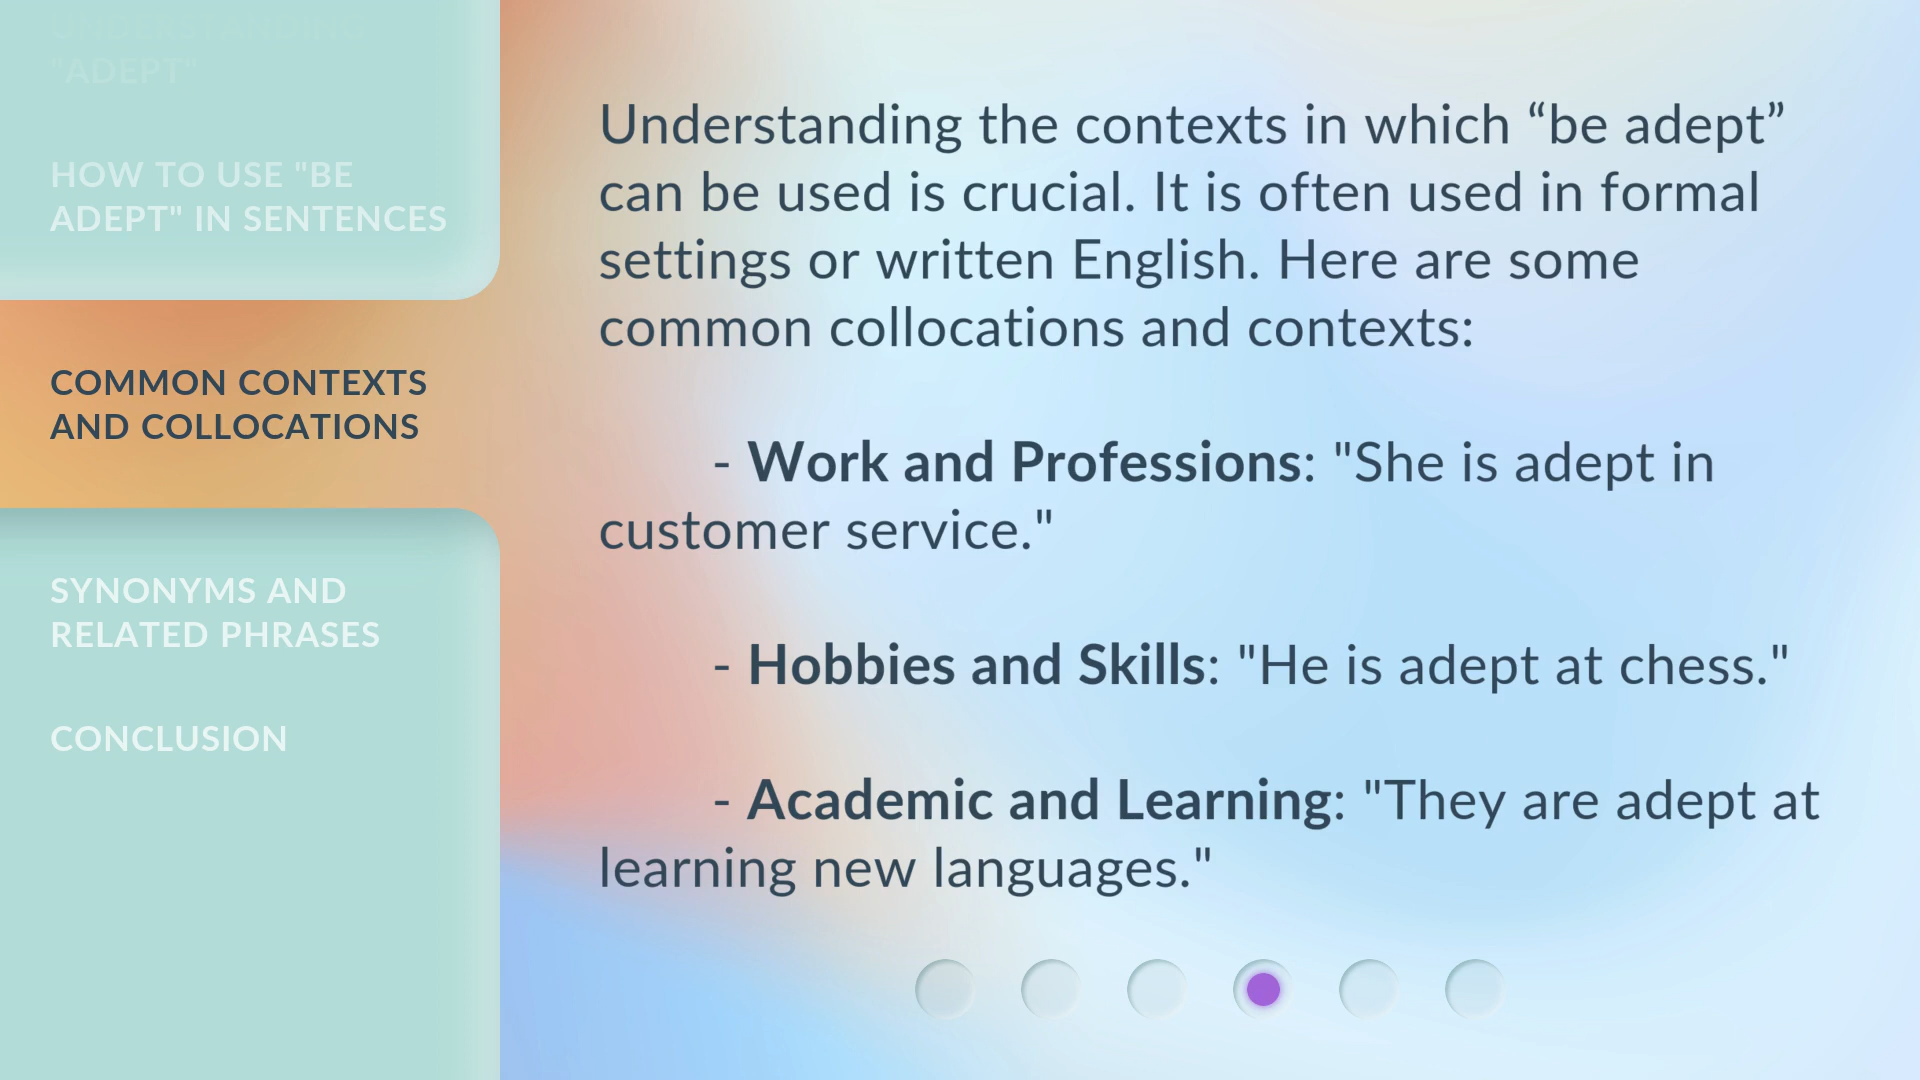 UNDERSTANDING
"ADEPT"
HOW TO USE "BE
ADEPT" IN SENTENCES
COMMON CONTEXTS
AND COLLOCATIONS
SYNONYMS AND
RELATED PHRASES
CONCLUSION
Understanding the contexts in which “be adept”
can be used is crucial. It is often used in formal
settings or written English. Here are some
common collocations and contexts:
- Work and Professions: "She is adept in
customer service."
- Hobbies and Skills: "He is adept at chess."
- Academic and Learning: "They are adept at
learning new languages."